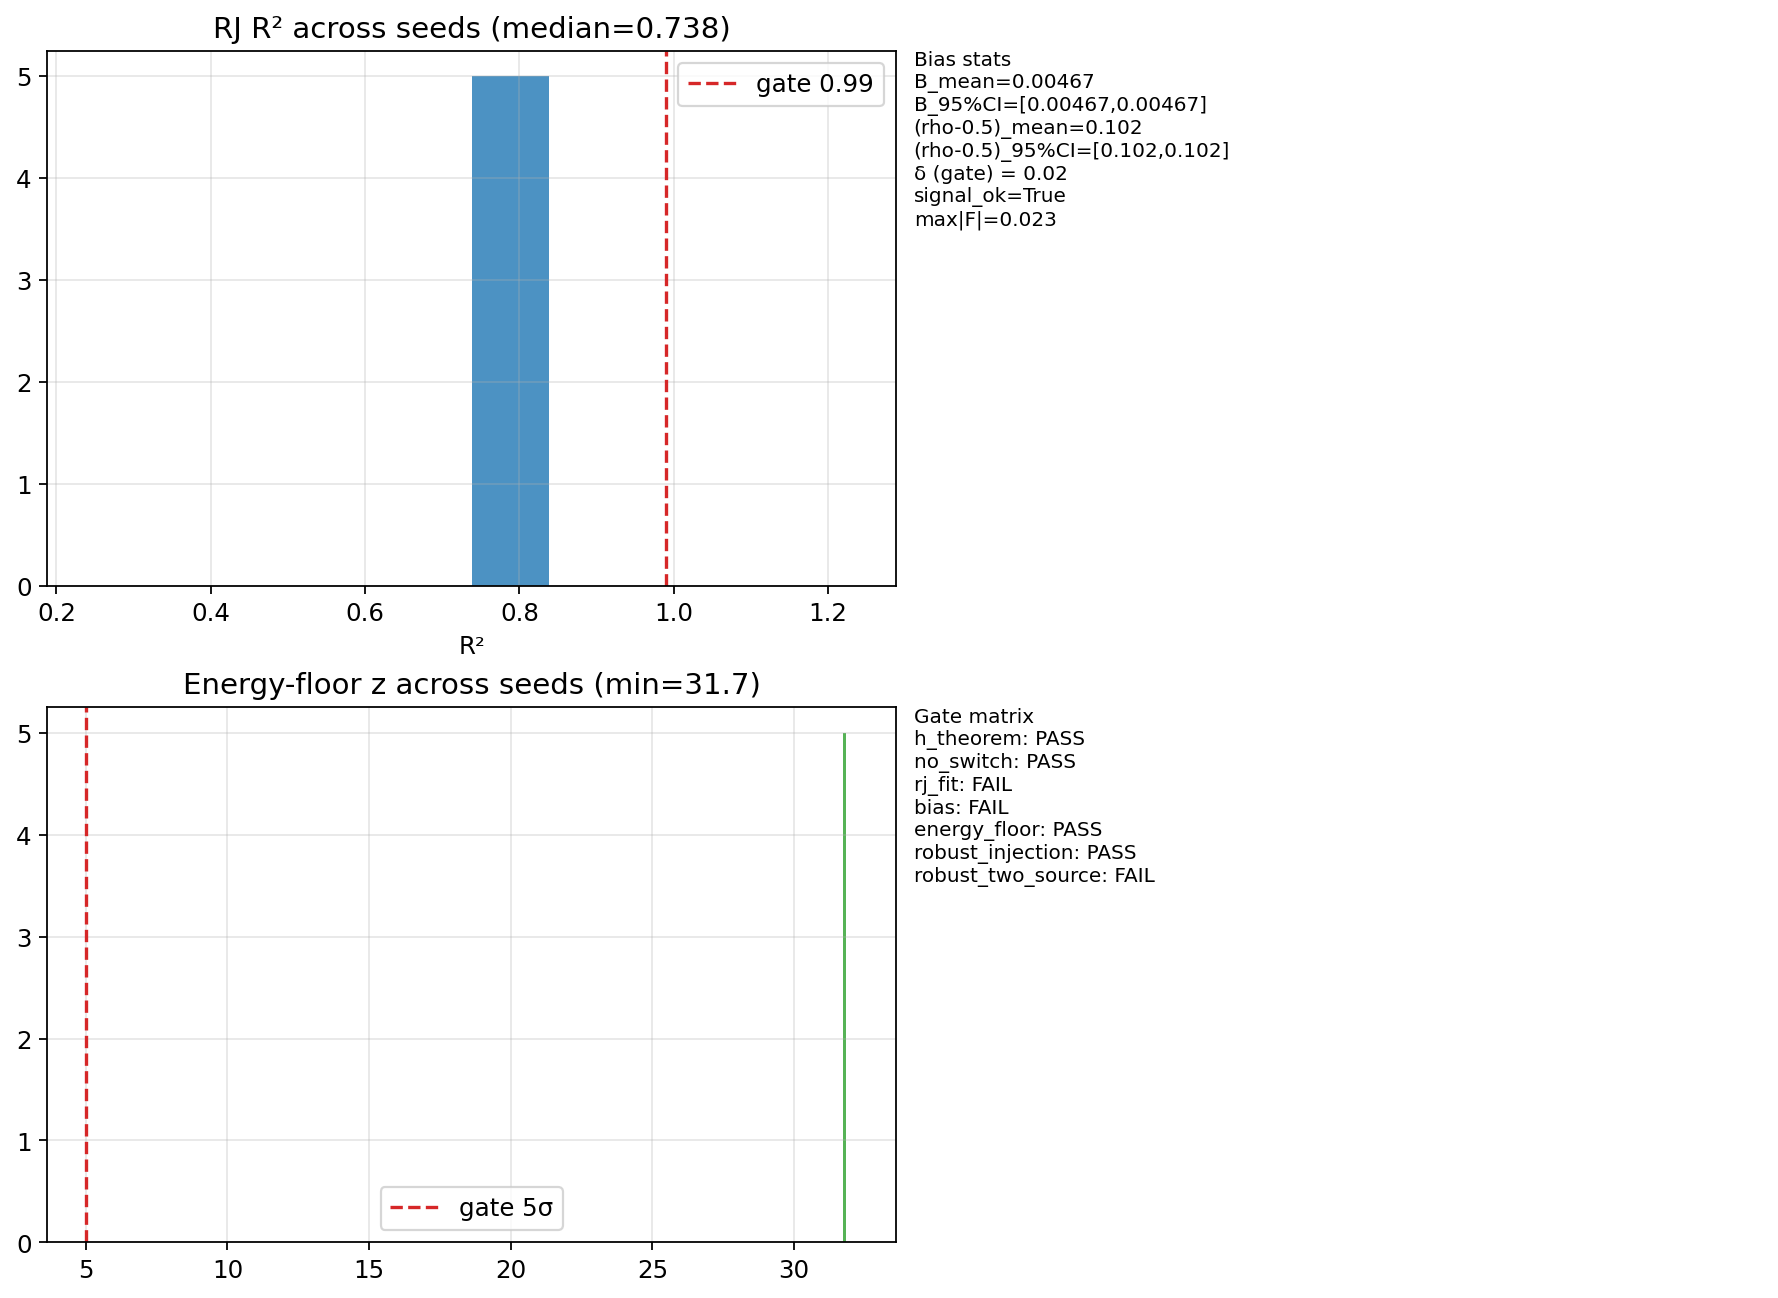 RJ R² across seeds (median=0.738)
5
4
3
2
1
0
gate 0.99
0.2 0.4 0.6 0.8 1.0 1.2
R²
Bias stats
B_mean=0.00467
B_95%CI=[0.00467,0.00467]
(rho-0.5)_mean=0.102
(rho-0.5)_95%CI=[0.102,0.102]
δ (gate) = 0.02
signal_ok=True
max|F|=0.023
Energy-floor z across seeds (min=31.7)
5
4
3
2
1
0
gate 5σ
5 10 15 20 25 30
Gate matrix
h_theorem: PASS
no_switch: PASS
rj_fit: FAIL
bias: FAIL
energy_floor: PASS
robust_injection: PASS
robust_two_source: FAIL